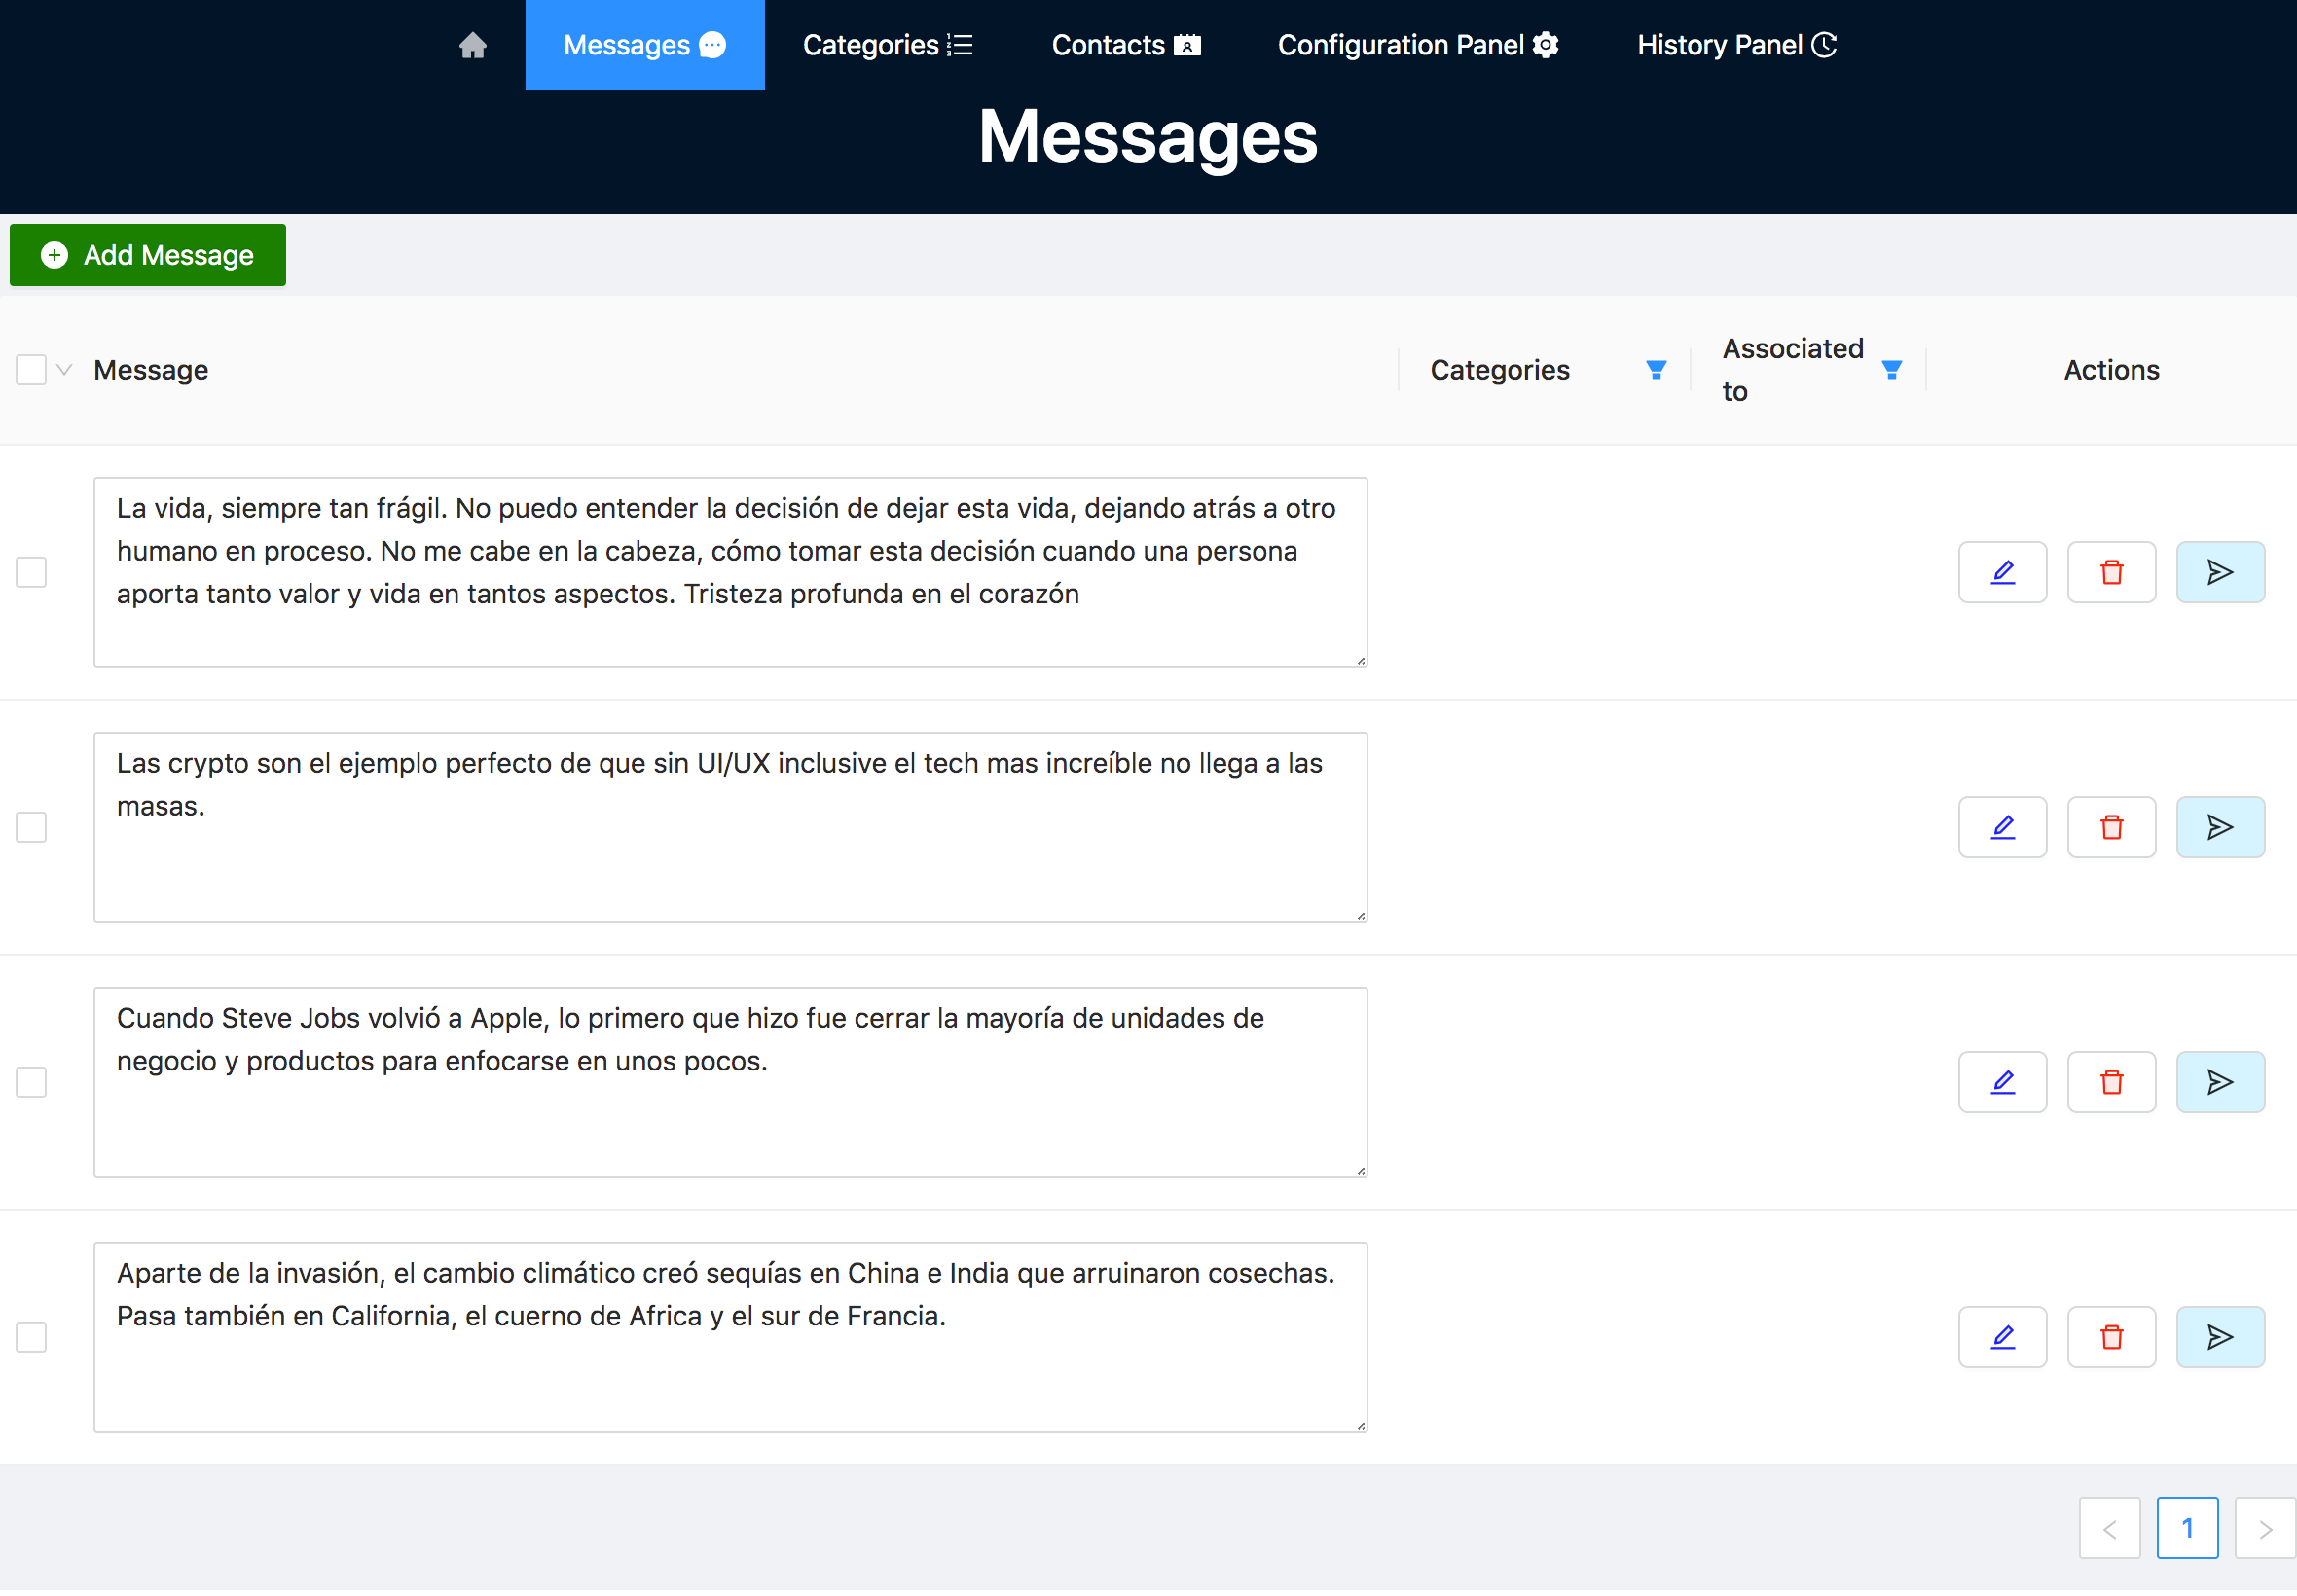 Messages
Categories
Contacts
Configuration Panel
History Panel
Messages
Add Message
Message
Categories
Associated
to
Actions
La vida, siempre tan frágil. No puedo entender la decisión de dejar esta vida, dejando atrás a otro
humano en proceso. No me cabe en la cabeza, cómo tomar esta decisión cuando una persona
aporta tanto valor y vida en tantos aspectos. Tristeza profunda en el corazón
Las crypto son el ejemplo perfecto de que sin UI/UX inclusive el tech mas increíble no llega a las
masas.
Cuando Steve Jobs volvió a Apple, lo primero que hizo fue cerrar la mayoría de unidades de
negocio y productos para enfocarse en unos pocos.
Aparte de la invasión, el cambio climático creó sequías en China e India que arruinaron cosechas.
Pasa también en California, el cuerno de Africa y el sur de Francia.
1